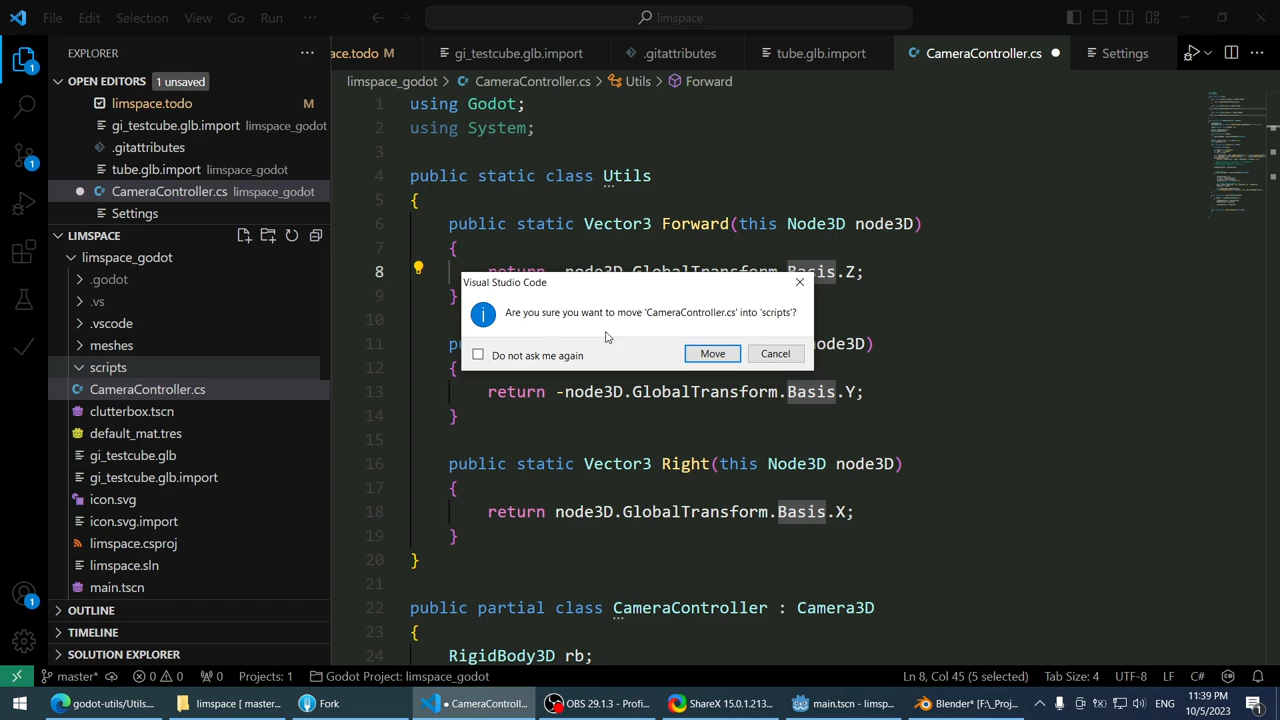 File Edit Selection View Go Run ··· limspace
EXPLORER ···
OPEN EDITORS 1 unsaved
limspace.todo M
gi_testcube.glb.import limspace_godot
.gitattributes
tube.glb.import limspace_godot
CameraController.cs limspace_godot
Settings
LIMSPACE
limspace_godot
.godot
.vs
.vscode
meshes
scripts
CameraController.cs
clutterbox.tscn
default_mat.tres
gi_testcube.glb
gi_testcube.glb.import
icon.svg
icon.svg.import
limspace.csproj
limspace.sln
main.tscn
OUTLINE
TIMELINE
SOLUTION EXPLORER
1
1
1
ace.todo M gi_testcube.glb.import .gitattributes tube.glb.import CameraController.cs Settings ···
limspace_godot > CameraController.cs > Utils > Forward
1 using Godot;
2 using System;
3
4 public static class Utils
5 {
6 public static Vector3 Forward(this Node3D node3D)
7 {
8 return -node3D.GlobalTransform.Basis.Z;
9 }
10
11 pu ode3D)
12 {
13 return -node3D.GlobalTransform.Basis.Y;
14 }
15
16 public static Vector3 Right(this Node3D node3D)
17 {
18 return node3D.GlobalTransform.Basis.X;
19 }
20 }
21
22 public partial class CameraController : Camera3D
23 {
24 RigidBody3D rb;
Visual Studio Code
Are you sure you want to move 'CameraController.cs' into 'scripts'?
Do not ask me again Move Cancel
master* 0 0 0 Projects: 1 Godot Project: limspace_godot Ln 8, Col 45 (5 selected) Tab Size: 4 UTF-8 LF C#
godot-utils/Utils... limspace [ master... Fork ● CameraControll... OBS 29.1.3 - Profi... ShareX 15.0.1.213... main.tscn - limsp... Blender* [F:\_Proj... 11:39 PM
10/5/2023 1